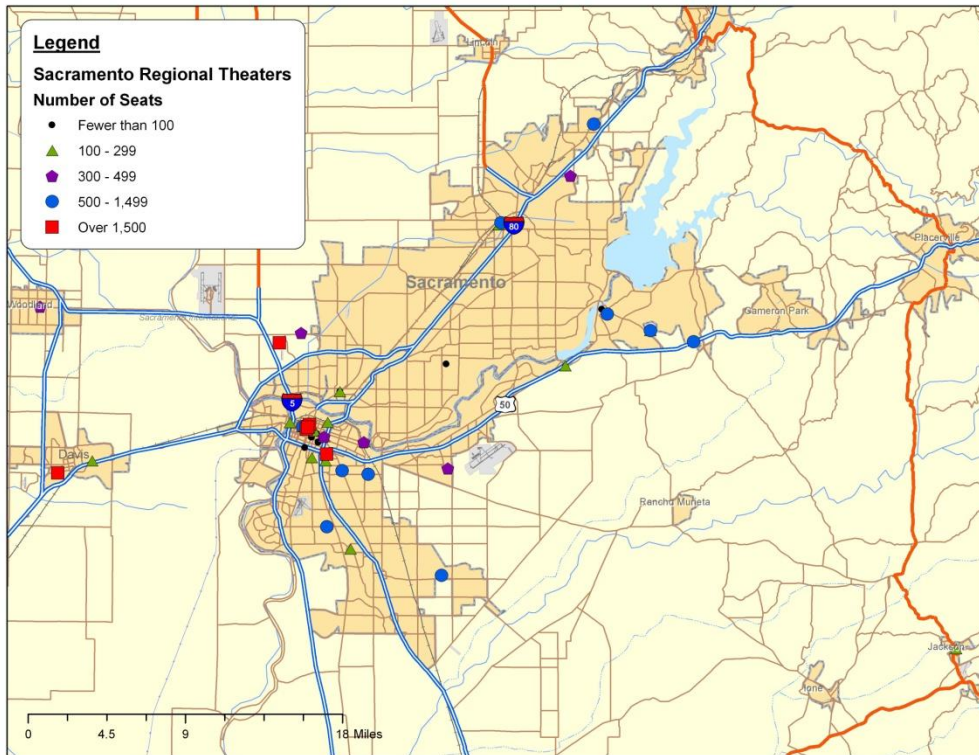 Legend
Sacramento Regional Theaters
Number of Seats
Fewer than 100
100 - 299
300 - 499
500 - 1,499
Over 1,500
Lincoln
80
Placerville
Sacramento
Woodland
Cameron Park
5
50
Davis
Rancho Murieta
Jackson
Ione
0 4.5 9 18 Miles